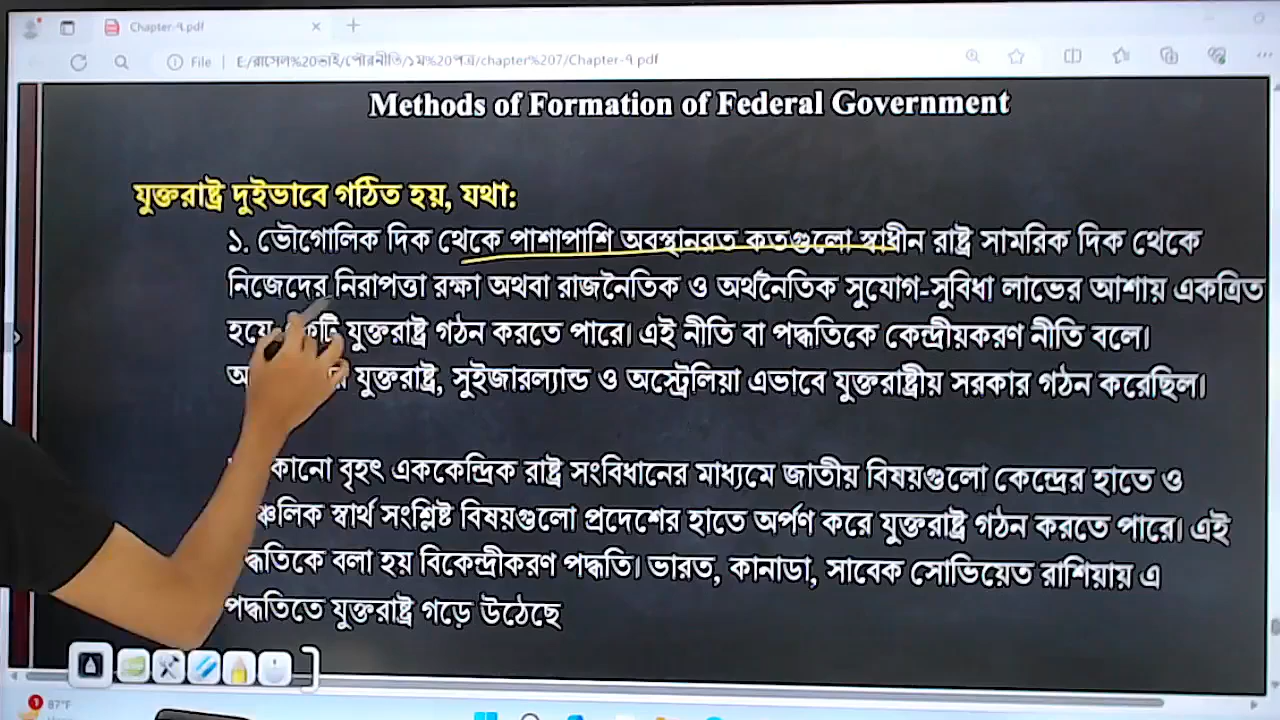 Chapter-৭.pdf
File E:/রাসেল%20ভাই/পৌরনীতি/১ম%20পত্র/chapter%207/Chapter-৭.pdf
Methods of Formation of Federal Government
যুক্তরাষ্ট্র দুইভাবে গঠিত হয়, যথা:
১. ভৌগোলিক দিক থেকে পাশাপাশি অবস্থানরত কতগুলো স্বাধীন রাষ্ট্র সামরিক দিক থেকে
নিজেদের নিরাপত্তা রক্ষা অথবা রাজনৈতিক ও অর্থনৈতিক সুযোগ-সুবিধা লাভের আশায় একত্রিত
হয়ে যুক্তরাষ্ট্র গঠন করতে পারে। এই নীতি বা পদ্ধতিকে কেন্দ্রীয়করণ নীতি বলে।
যুক্তরাষ্ট্র, সুইজারল্যান্ড ও অস্ট্রেলিয়া এভাবে যুক্তরাষ্ট্রীয় সরকার গঠন করেছিল।
বৃহৎ এককেন্দ্রিক রাষ্ট্র সংবিধানের মাধ্যমে জাতীয় বিষয়গুলো কেন্দ্রের হাতে ও
স্বার্থ সংশ্লিষ্ট বিষয়গুলো প্রদেশের হাতে অর্পণ করে যুক্তরাষ্ট্র গঠন করতে পারে। এই
বলা হয় বিকেন্দ্রীকরণ পদ্ধতি। ভারত, কানাডা, সাবেক সোভিয়েত রাশিয়ায় এ
পদ্ধতিতে যুক্তরাষ্ট্র গড়ে উঠেছে
1
87°F